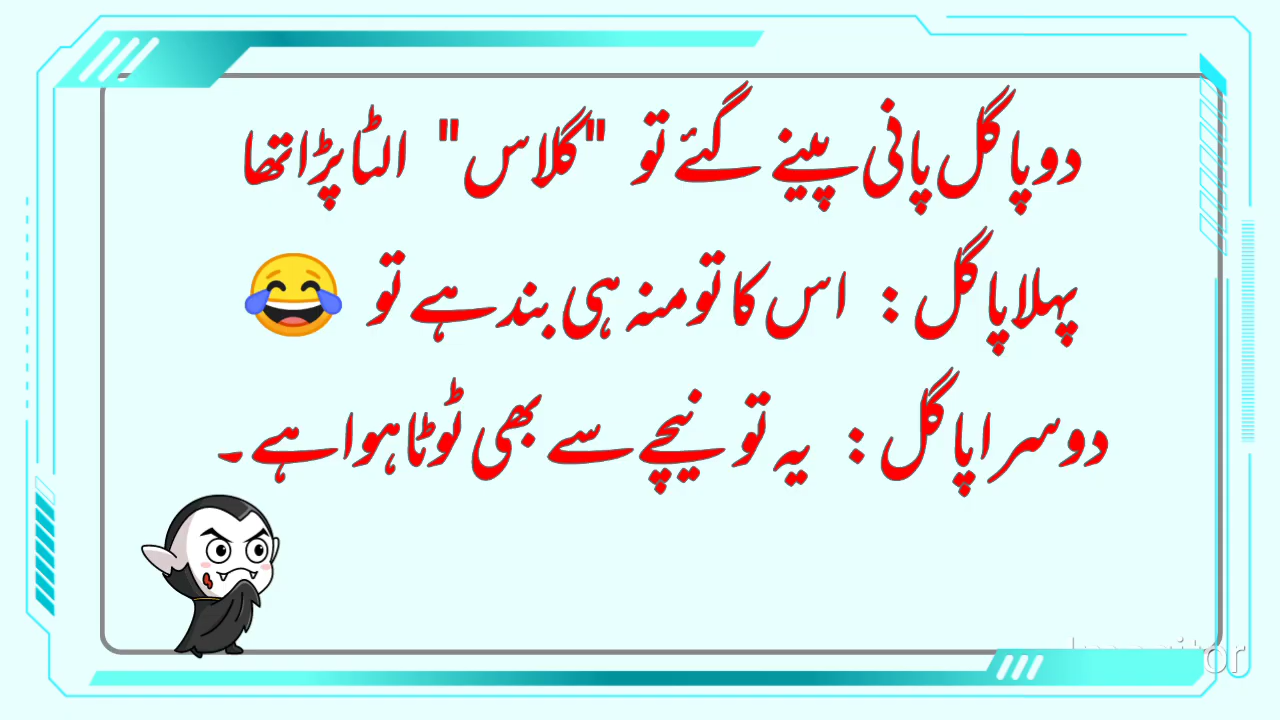 دو پاگل پانی پینے گئے تو "گلاس" الٹا پڑا تھا
پہلا پاگل : اس کا تو منہ ہی بند ہے تو 😂
دوسرا پاگل : یہ تو نیچے سے بھی ٹوٹا ہوا ہے ۔